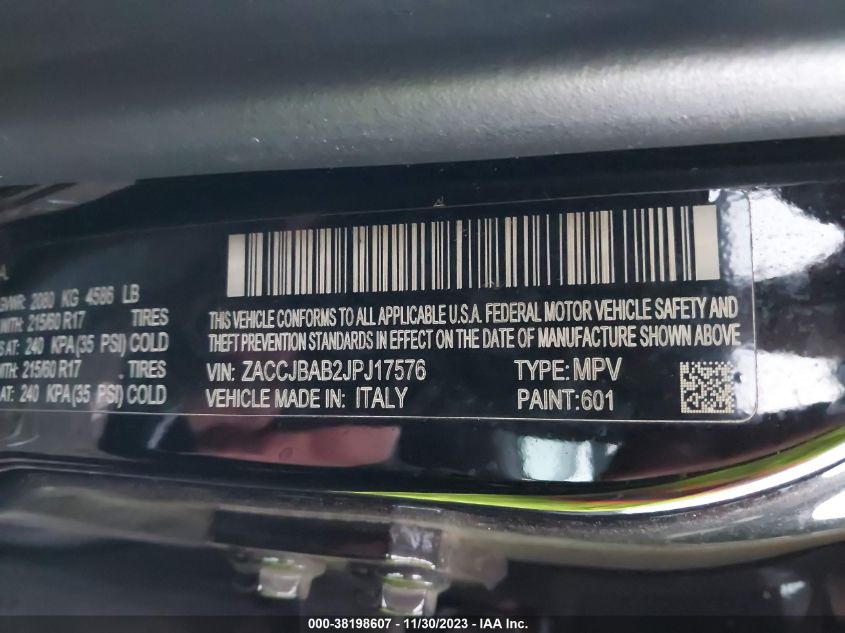 A.
GVWR: 2080 KG 4586 LB
WITH: 215/60 R17 TIRES
S AT: 240 KPA(35 PSI) COLD
WITH: 215/60 R17 TIRES
AT: 240 KPA(35 PSI) COLD
THIS VEHICLE CONFORMS TO ALL APPLICABLE U.S.A. FEDERAL MOTOR VEHICLE SAFETY AND
THEFT PREVENTION STANDARDS IN EFFECT ON THE DATE OF MANUFACTURE SHOWN ABOVE
VIN: ZACCJBAB2JPJ17576 TYPE: MPV
VEHICLE MADE IN: ITALY PAINT:601
000-38198607 - 11/30/2023 - IAA Inc.